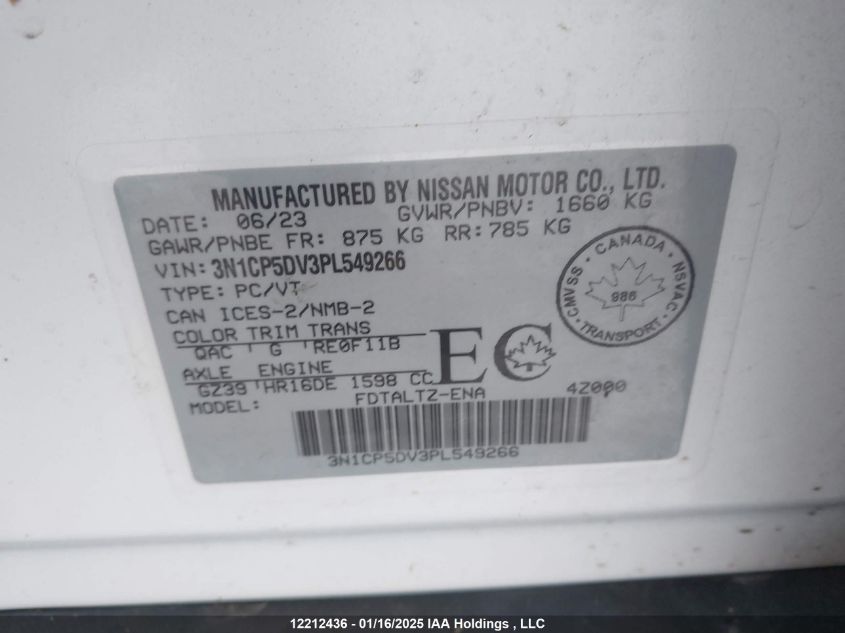 MANUFACTURED BY NISSAN MOTOR CO., LTD.
DATE: 06/23 GVWR/PNBV: 1660 KG
GAWR/PNBE FR: 875 KG RR: 785 KG
VIN: 3N1CP5DV3PL549266
TYPE: PC/VT
CAN ICES-2/NMB-2
COLOR TRIM TRANS
QAC G RE0F11B
AXLE ENGINE
GZ39 HR16DE 1598 CC
MODEL: FDTALTZ-ENA 4Z000
EC
CANADA
CMVSS 986 NSVAC
TRANSPORT
3N1CP5DV3PL549266
12212436 - 01/16/2025 IAA Holdings , LLC